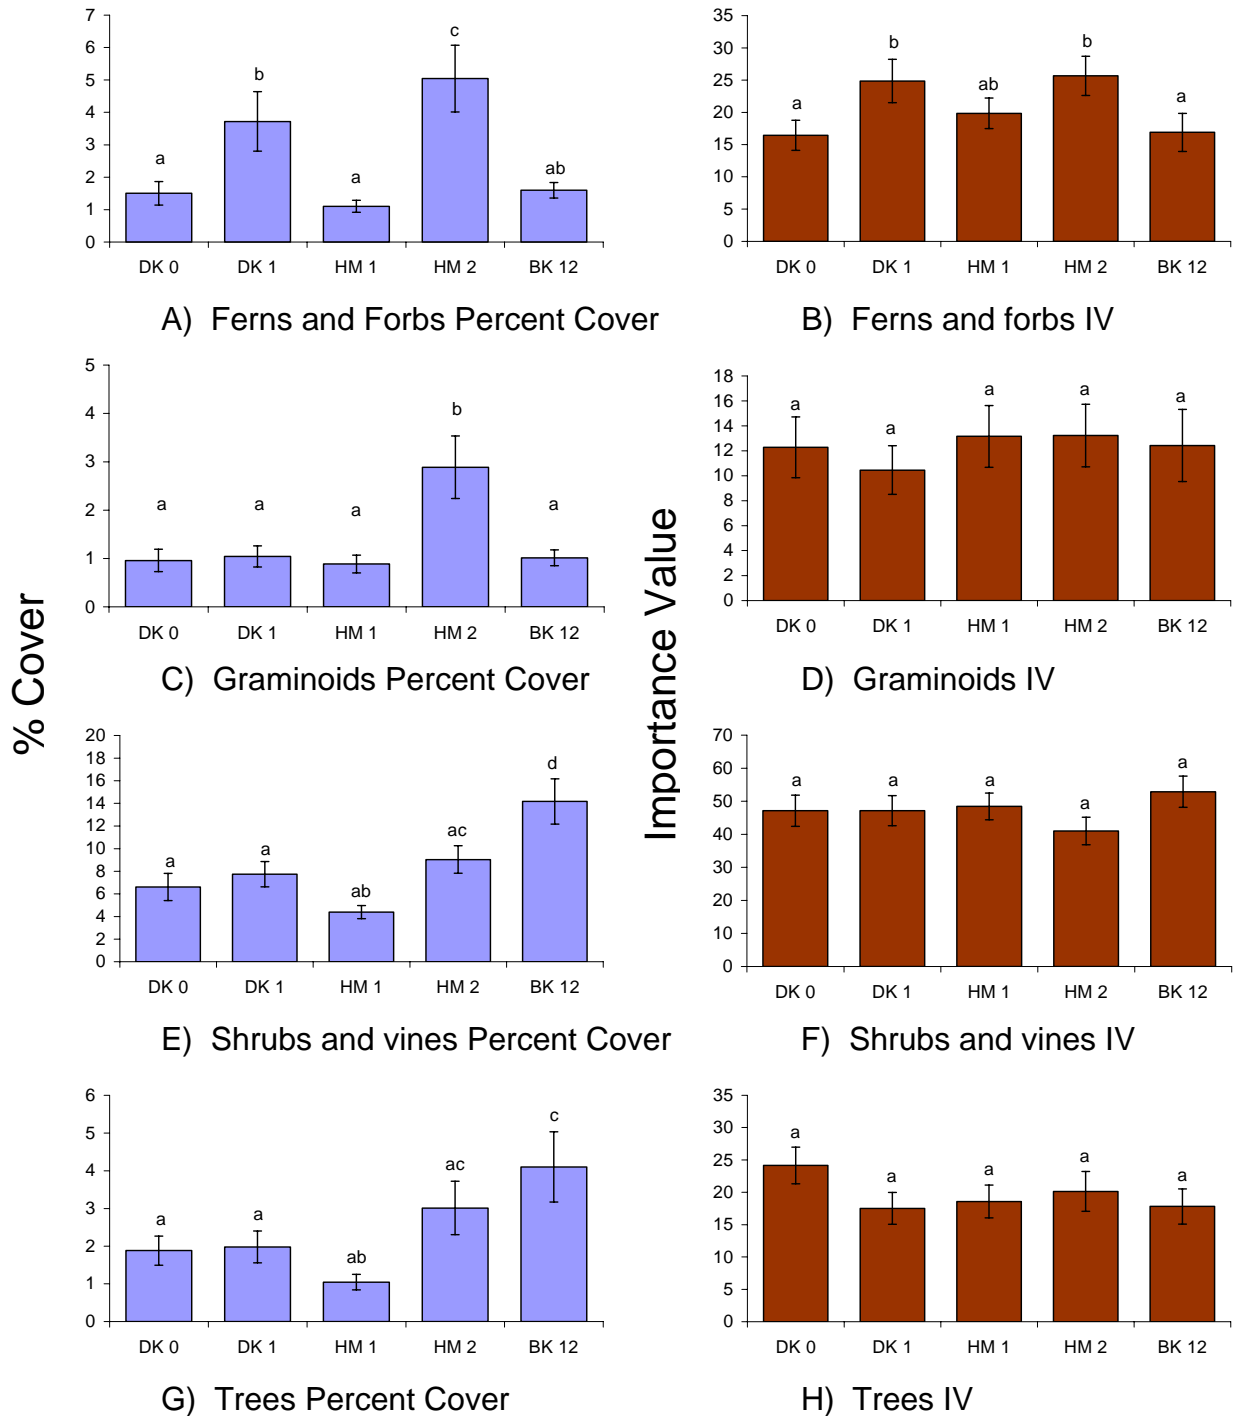 % Cover
Importance Value
7
6
5
4
3
2
1
0
a
b
a
c
ab
DK 0
DK 1
HM 1
HM 2
BK 12
A) Ferns and Forbs Percent Cover
35
30
25
20
15
10
5
0
a
b
ab
b
a
DK 0
DK 1
HM 1
HM 2
BK 12
B) Ferns and forbs IV
5
4
3
2
1
0
a
a
a
b
a
DK 0
DK 1
HM 1
HM 2
BK 12
C) Graminoids Percent Cover
18
16
14
12
10
8
6
4
2
0
a
a
a
a
a
DK 0
DK 1
HM 1
HM 2
BK 12
D) Graminoids IV
20
18
16
14
12
10
8
6
4
2
0
a
a
ab
ac
d
DK 0
DK 1
HM 1
HM 2
BK 12
E) Shrubs and vines Percent Cover
70
60
50
40
30
20
10
0
a
a
a
a
a
DK 0
DK 1
HM 1
HM 2
BK 12
F) Shrubs and vines IV
6
5
4
3
2
1
0
a
a
ab
ac
c
DK 0
DK 1
HM 1
HM 2
BK 12
G) Trees Percent Cover
35
30
25
20
15
10
5
0
a
a
a
a
a
DK 0
DK 1
HM 1
HM 2
BK 12
H) Trees IV